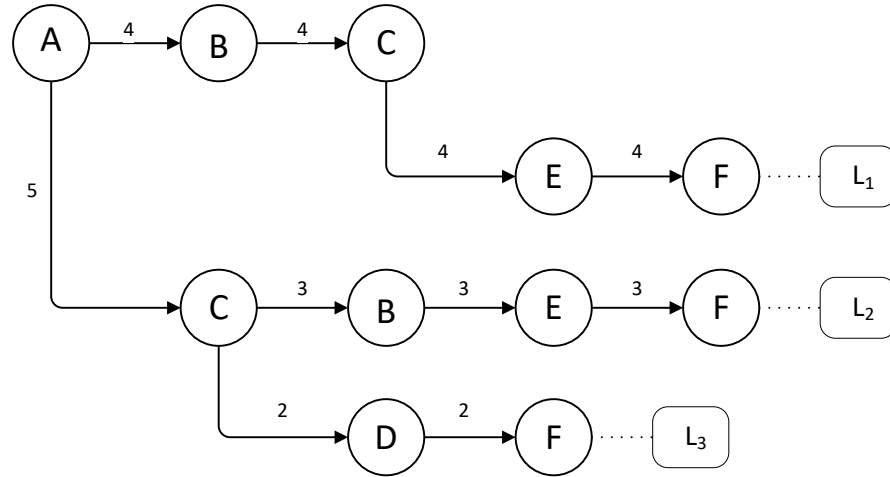 A 4 B 4 C
4 4
5 E F L₁
3 3 3
C B E F L₂
2 2
D F L₃